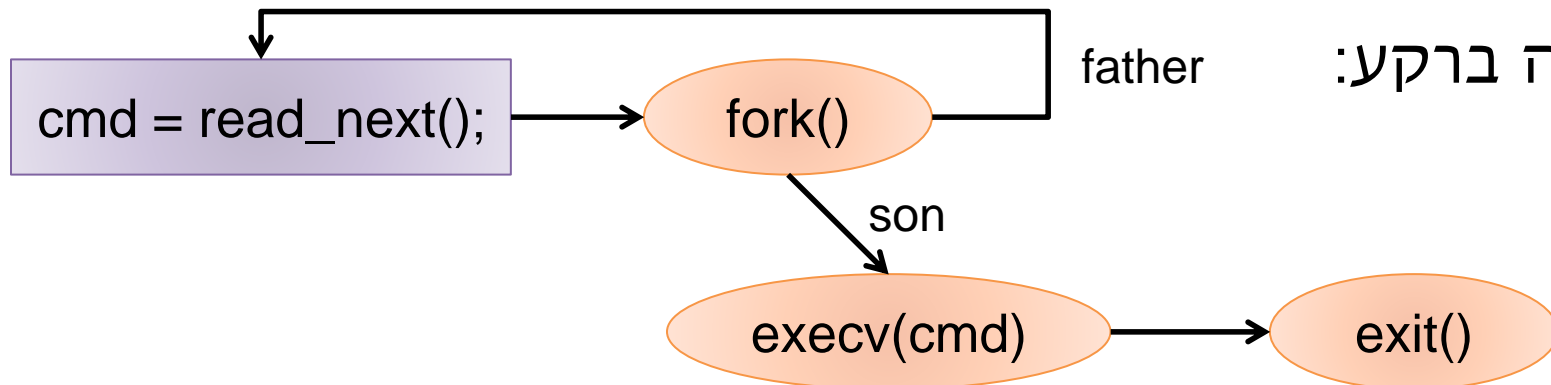 father
ה ברקע:
cmd = read_next();
fork()
son
execv(cmd)
exit()